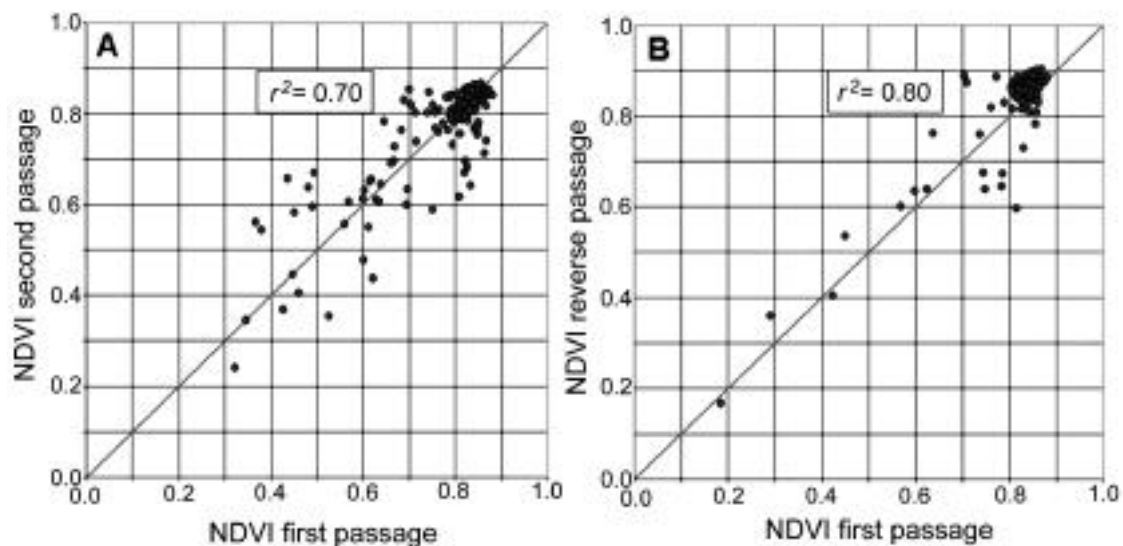 A
r²= 0.70
NDVI second passage
1.0
0.8
0.6
0.4
0.2
0.0
0.0 0.2 0.4 0.6 0.8 1.0
NDVI first passage
B
r²= 0.80
NDVI reverse passage
1.0
0.8
0.6
0.4
0.2
0.0
0.0 0.2 0.4 0.6 0.8 1.0
NDVI first passage